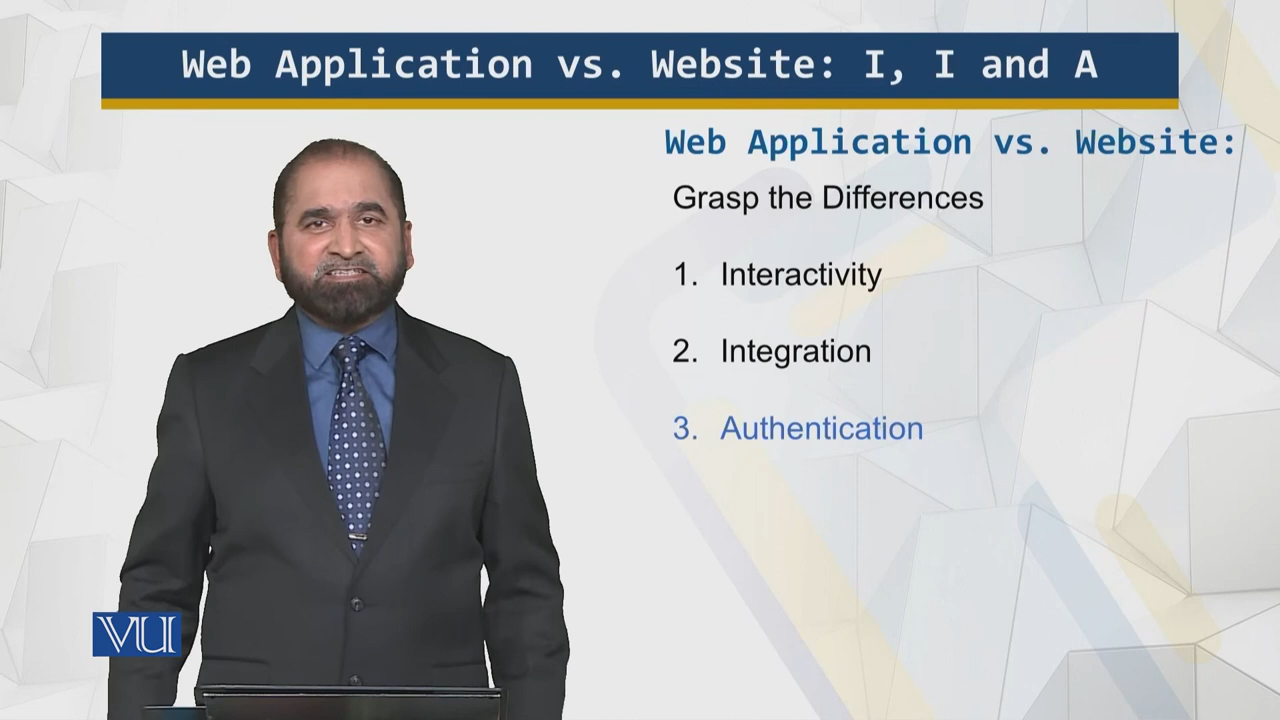 Web Application vs. Website: I, I and A
Web Application vs. Website:
Grasp the Differences
1. Interactivity
2. Integration
3. Authentication
VU